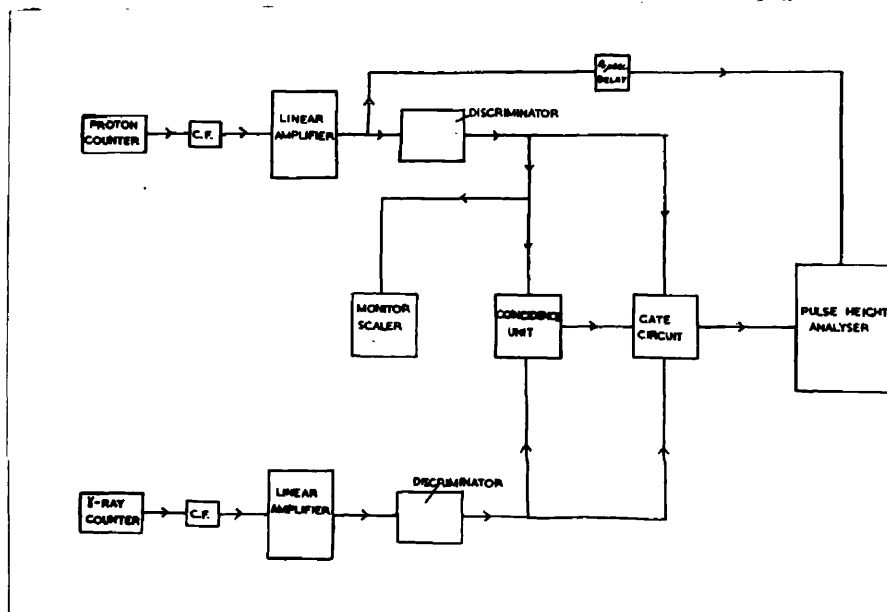 DELAY
PROTON
COUNTER
C.F.
LINEAR
AMPLIFIER
DISCRIMINATOR
MONITOR
SCALER
COINCIDENCE
UNIT
GATE
CIRCUIT
PULSE HEIGHT
ANALYSER
γ-RAY
COUNTER
C.F.
LINEAR
AMPLIFIER
DISCRIMINATOR